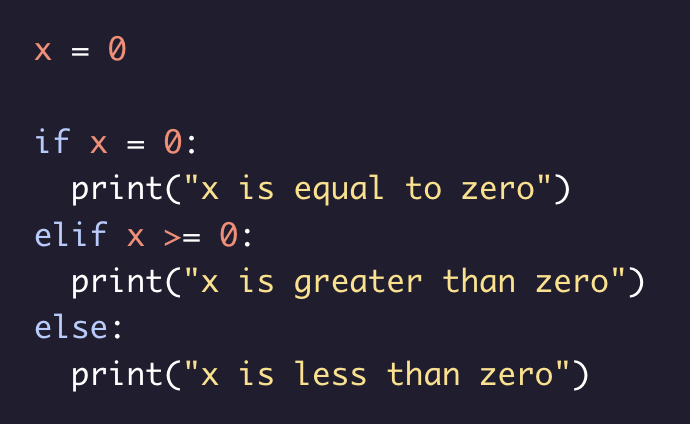 x = 0
if x = 0:
  print("x is equal to zero")
elif x >= 0:
  print("x is greater than zero")
else:
  print("x is less than zero")